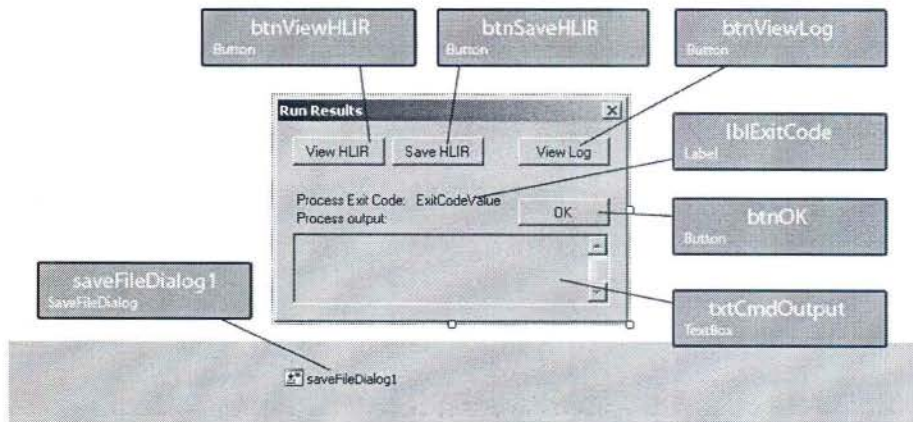 btnViewHLIR
Button
btnSaveHLIR
Button
btnViewLog
Button
Run Results
View HLIR
Save HLIR
View Log
lblExitCode
Label
Process Exit Code: ExitCodeValue
OK
Process output:
btnOK
Button
saveFileDialog1
SaveFileDialog
txtCmdOutput
TextBox
saveFileDialog1